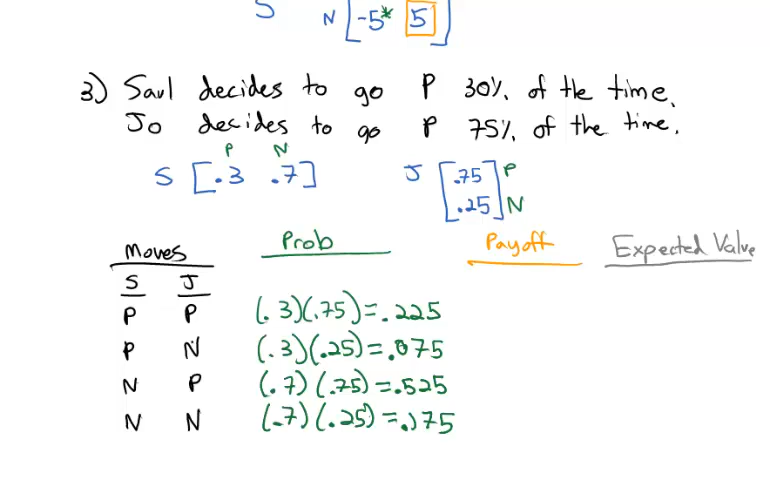 S
N [-5* 5]
3) Saul decides to go P 30% of the time.
Jo decides to go P 75% of the time.
P N
S [.3 .7] J [.75 P
.25] N
Moves Prob Payoff Expected Value
S J
P P (.3)(.75)=.225
P N (.3)(.25)=.075
N P (.7)(.75)=.525
N N (.7)(.25)=.175